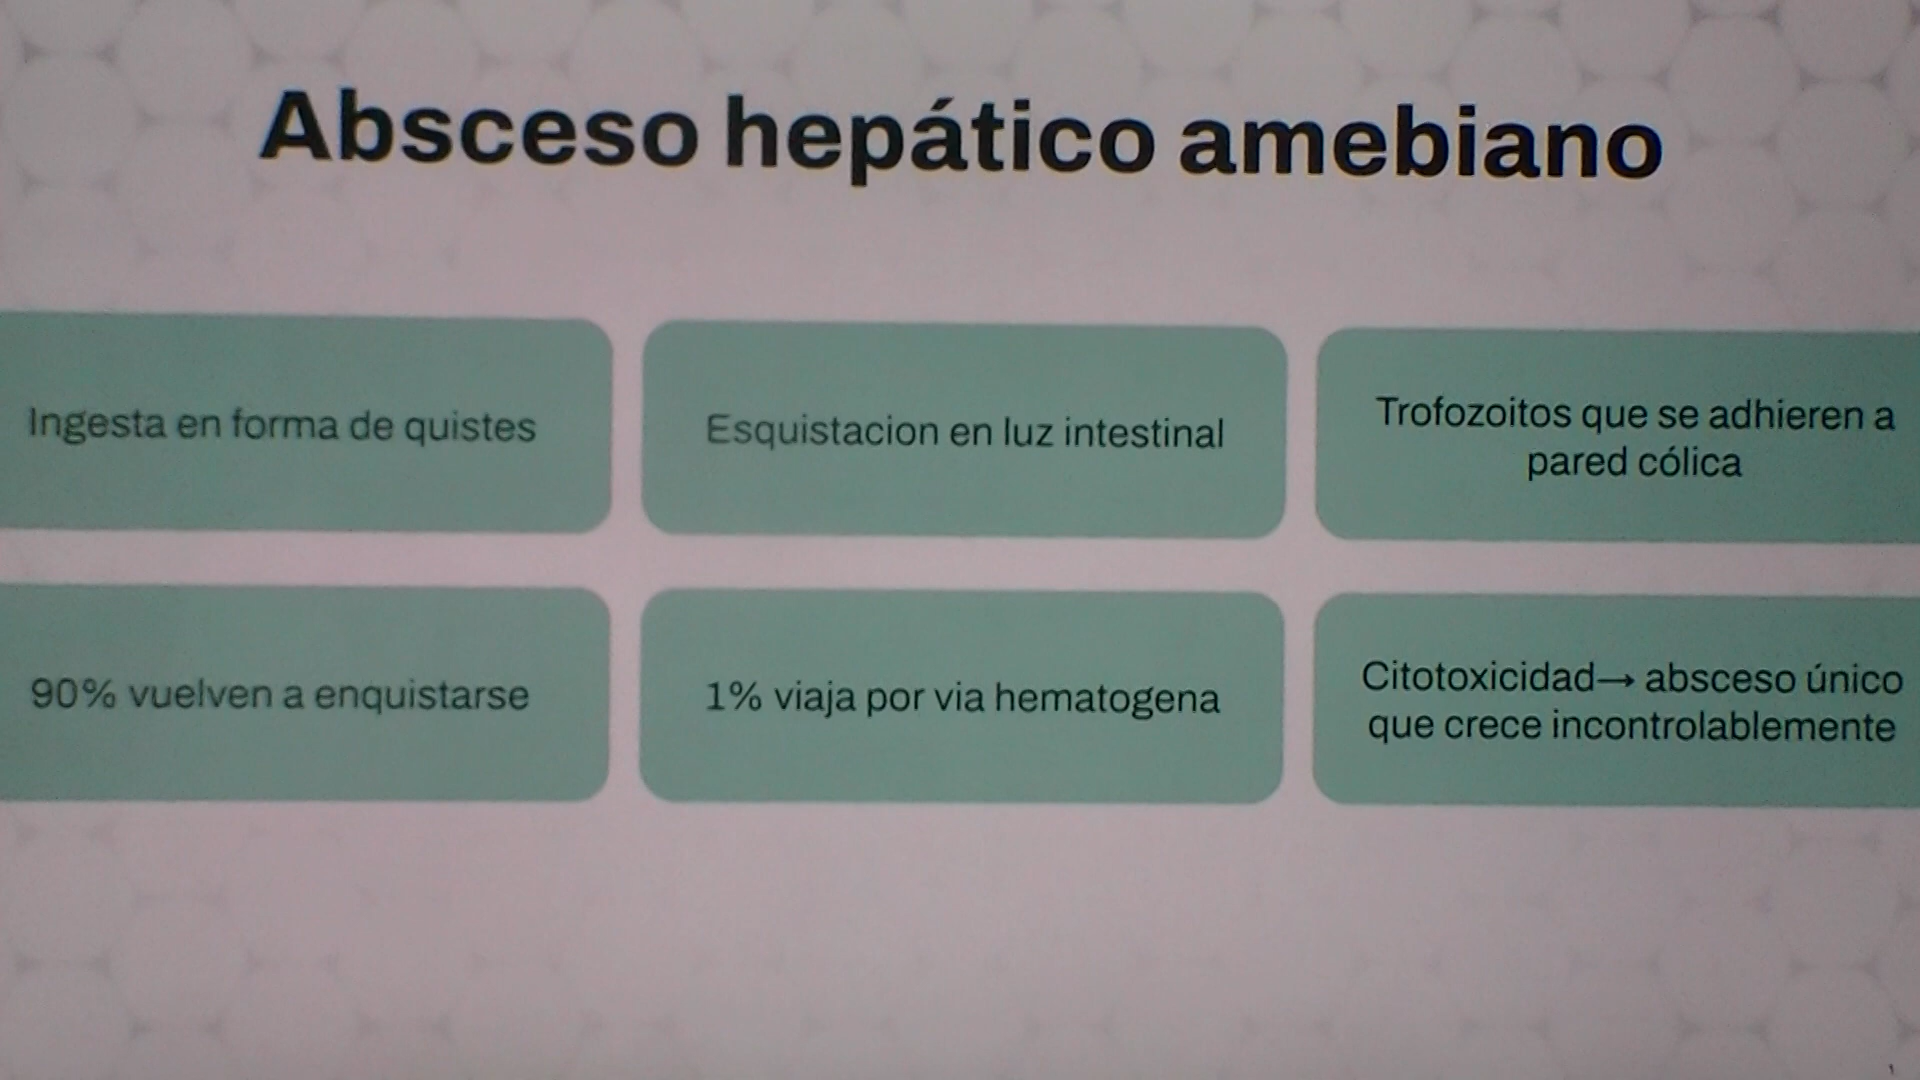 Absceso hepático amebiano
Ingesta en forma de quistes
Esquistacion en luz intestinal
Trofozoitos que se adhieren a
pared cólica
90% vuelven a enquistarse
1% viaja por via hematogena
Citotoxicidad→ absceso único
que crece incontrolablemente